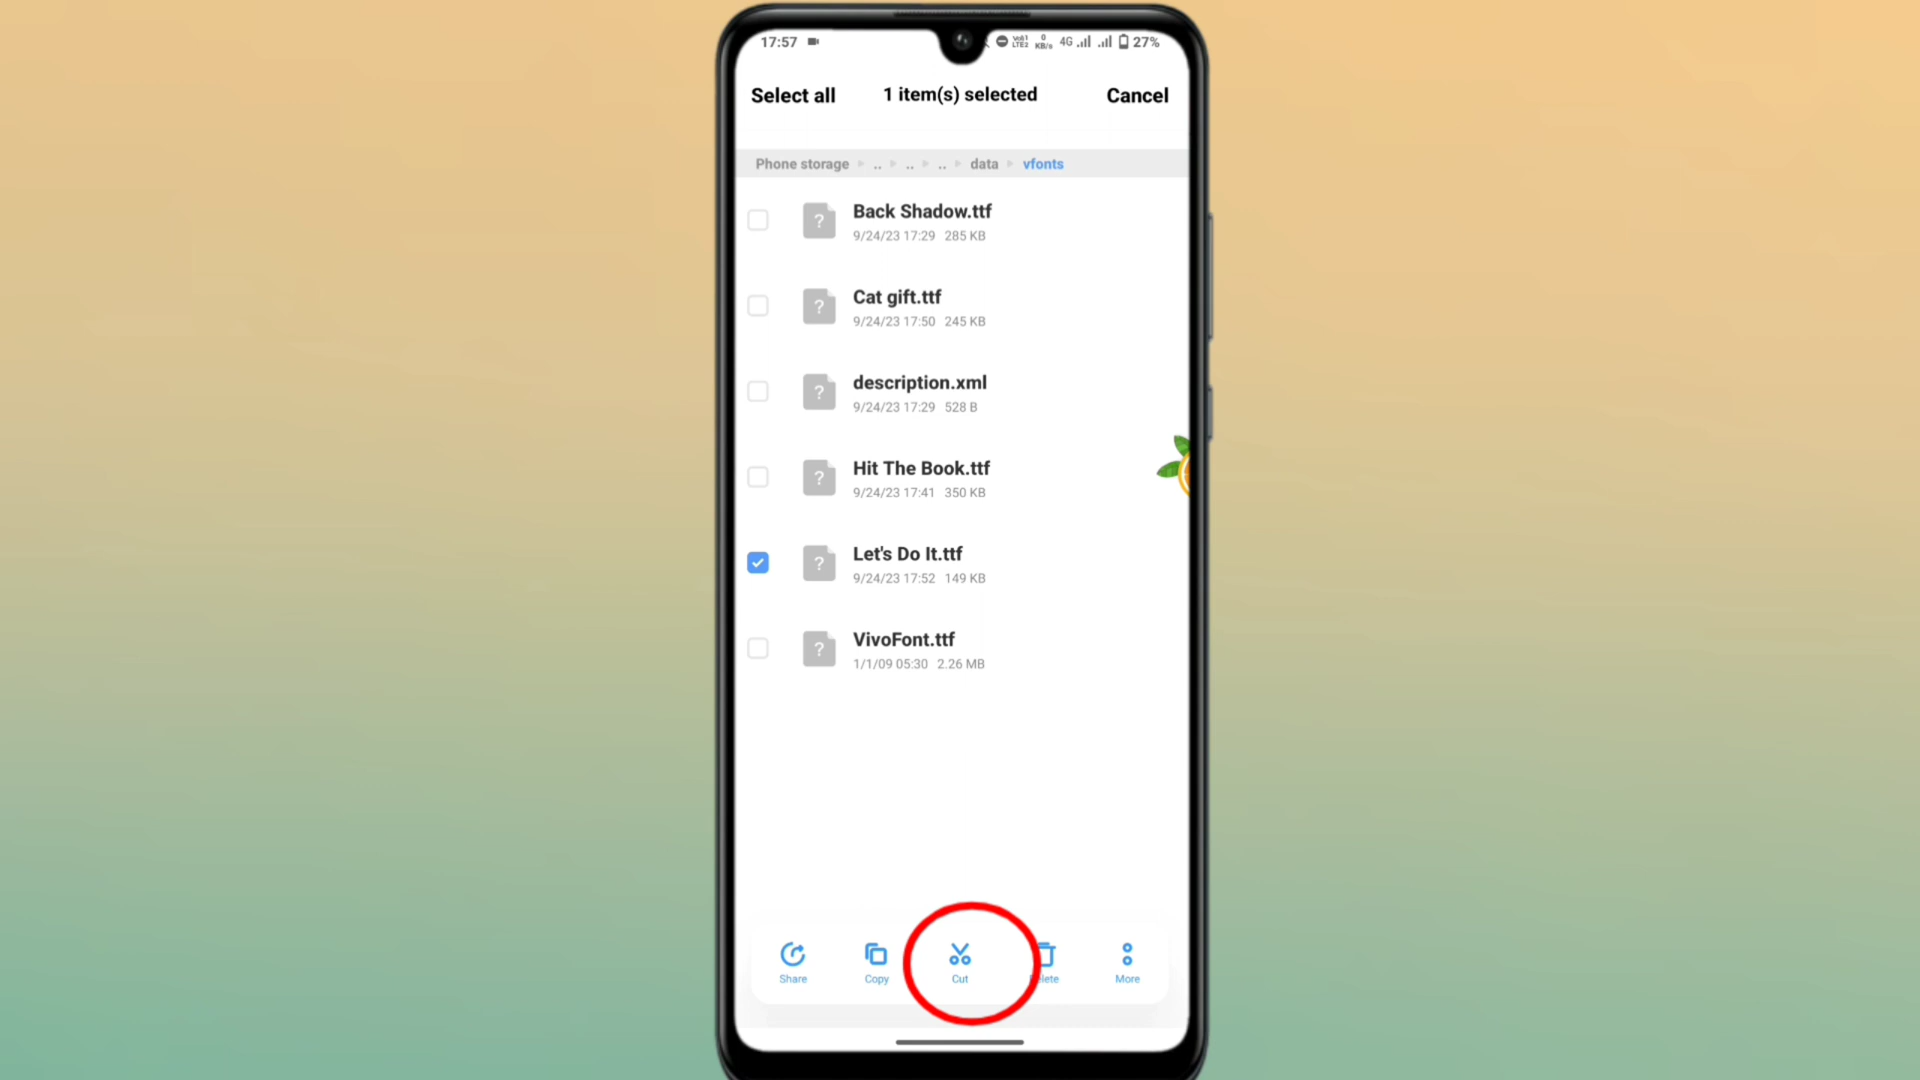 17:57 4G 27%
0
KB/s
Select all 1 item(s) selected Cancel
Phone storage .. .. .. data vfonts
Back Shadow.ttf
9/24/23 17:29 285 KB
Cat gift.ttf
9/24/23 17:50 245 KB
description.xml
9/24/23 17:29 528 B
Hit The Book.ttf
9/24/23 17:41 350 KB
Let's Do It.ttf
9/24/23 17:52 149 KB
VivoFont.ttf
1/1/09 05:30 2.26 MB
Share Copy Cut lete More